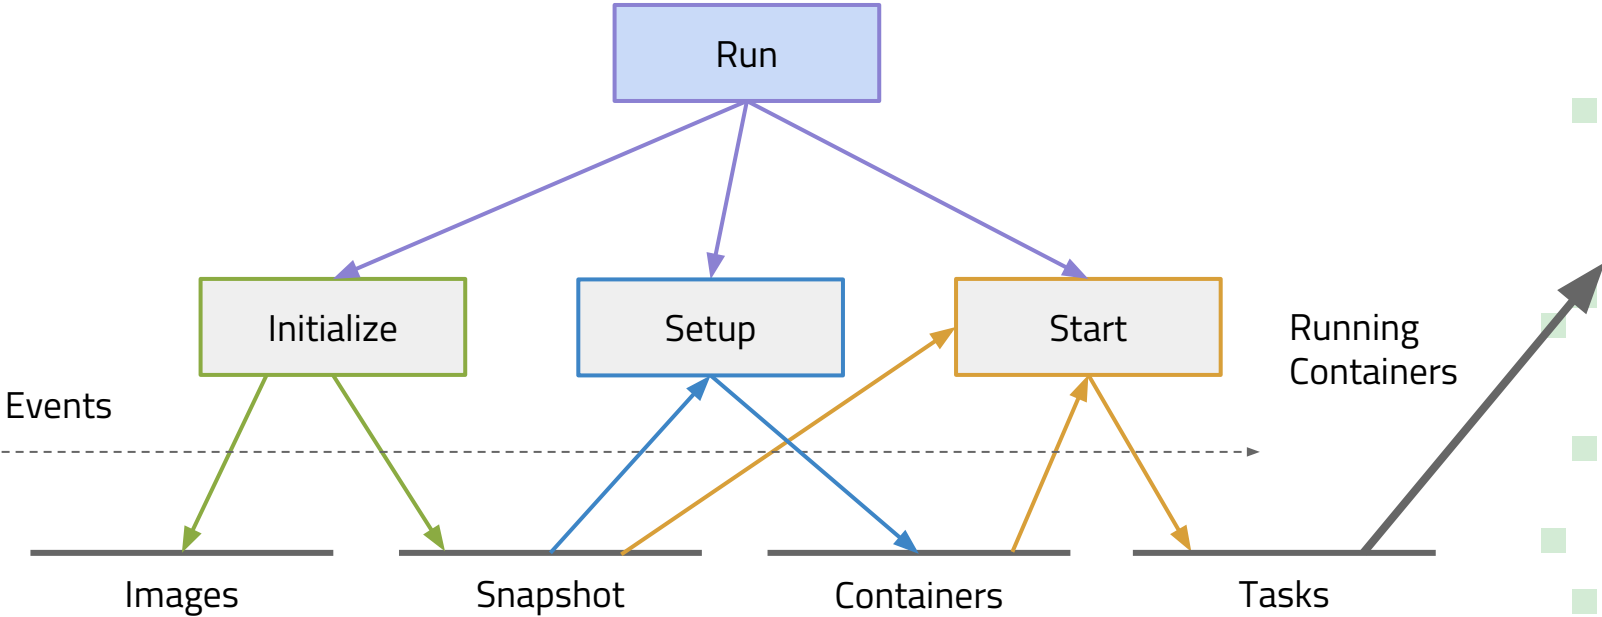 Run
Initialize
Setup
Start
Running
Containers
Events
Images
Snapshot
Containers
Tasks